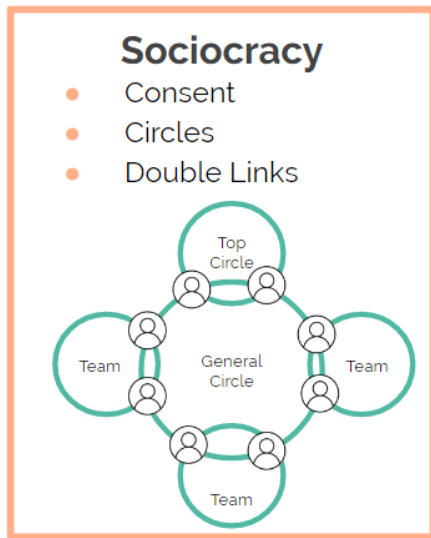 Sociocracy
Consent
Circles
Double Links
Top
Circle
Team
General
Circle
Team
Team